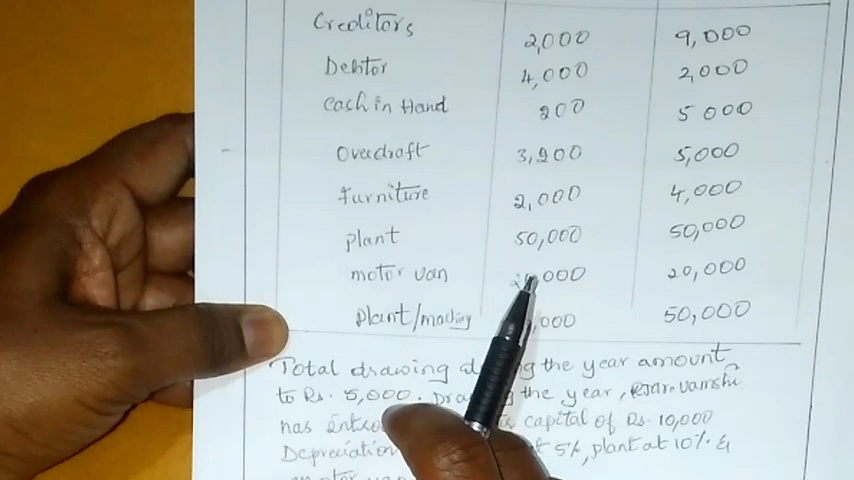 Creditors 2,000 9,000
Debtor 4,000 2,000
Cash in Hand 200 5000
Overdraft 3,200 5,000
Furniture 2,000 4,000
plant 50,000 50,000
motor van 20,000
plant/machinj 50,000
Total drawing the year amount
to Rs. 5,000. the year,
has capital of Rs. 10,000
Depreciation 5%, plant at 10% &